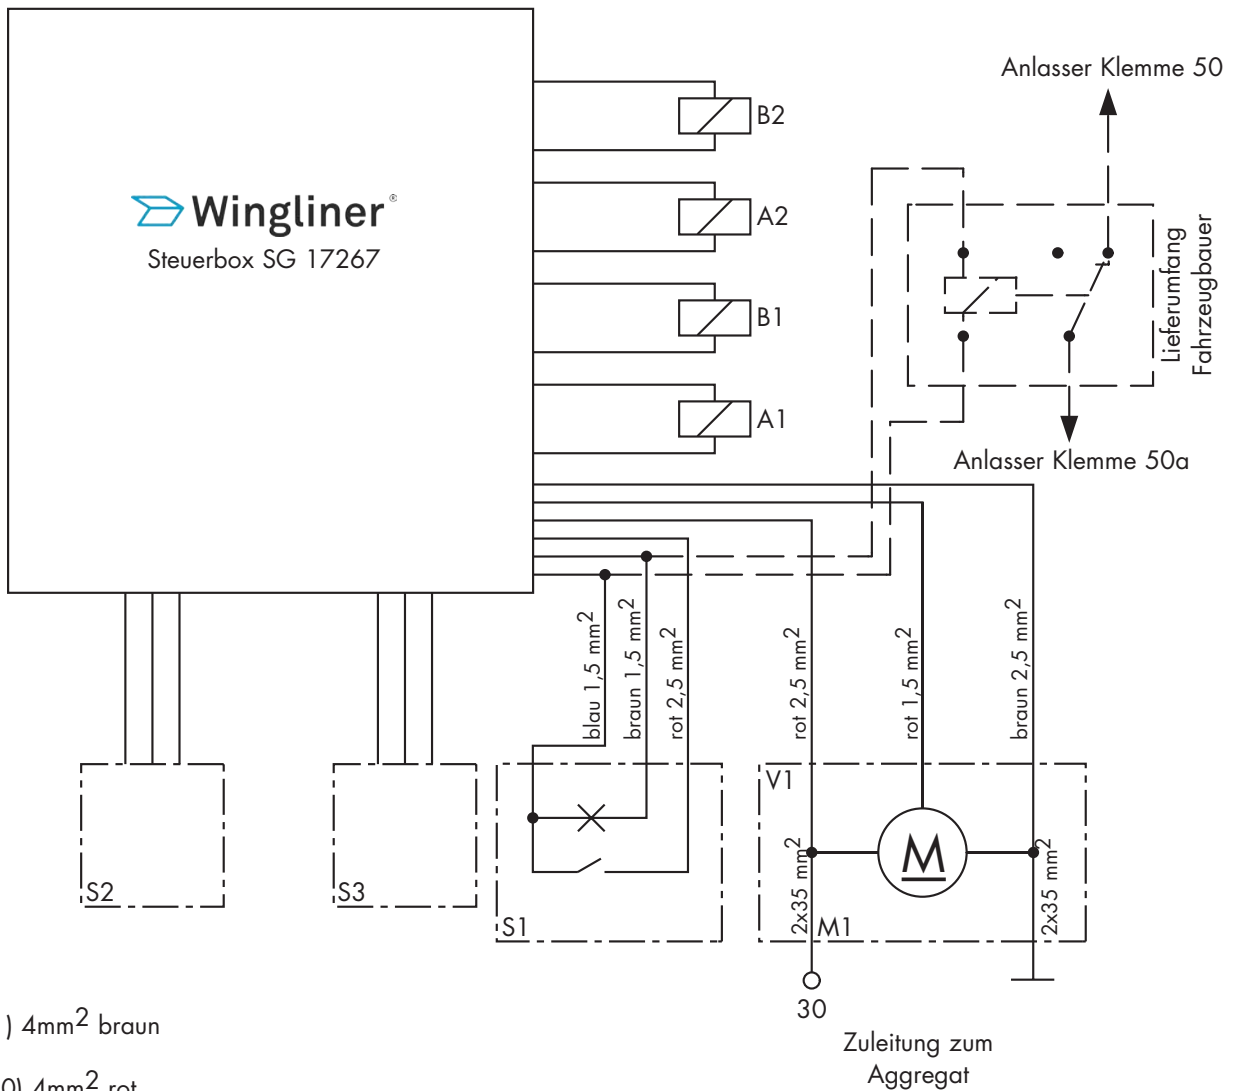 Anlasser Klemme 50
B2
Wingliner®
Steuerbox SG 17267
A2
Lieferumfang
Fahrzeugbauer
B1
A1
Anlasser Klemme 50a
blau 1,5 mm²
braun 1,5 mm²
rot 2,5 mm²
rot 2,5 mm²
rot 1,5 mm²
braun 2,5 mm²
V1
M
S2
S3
S1
2x35 mm²
M1
2x35 mm²
30
) 4mm² braun
Zuleitung zum
Aggregat
0) 4mm² rot